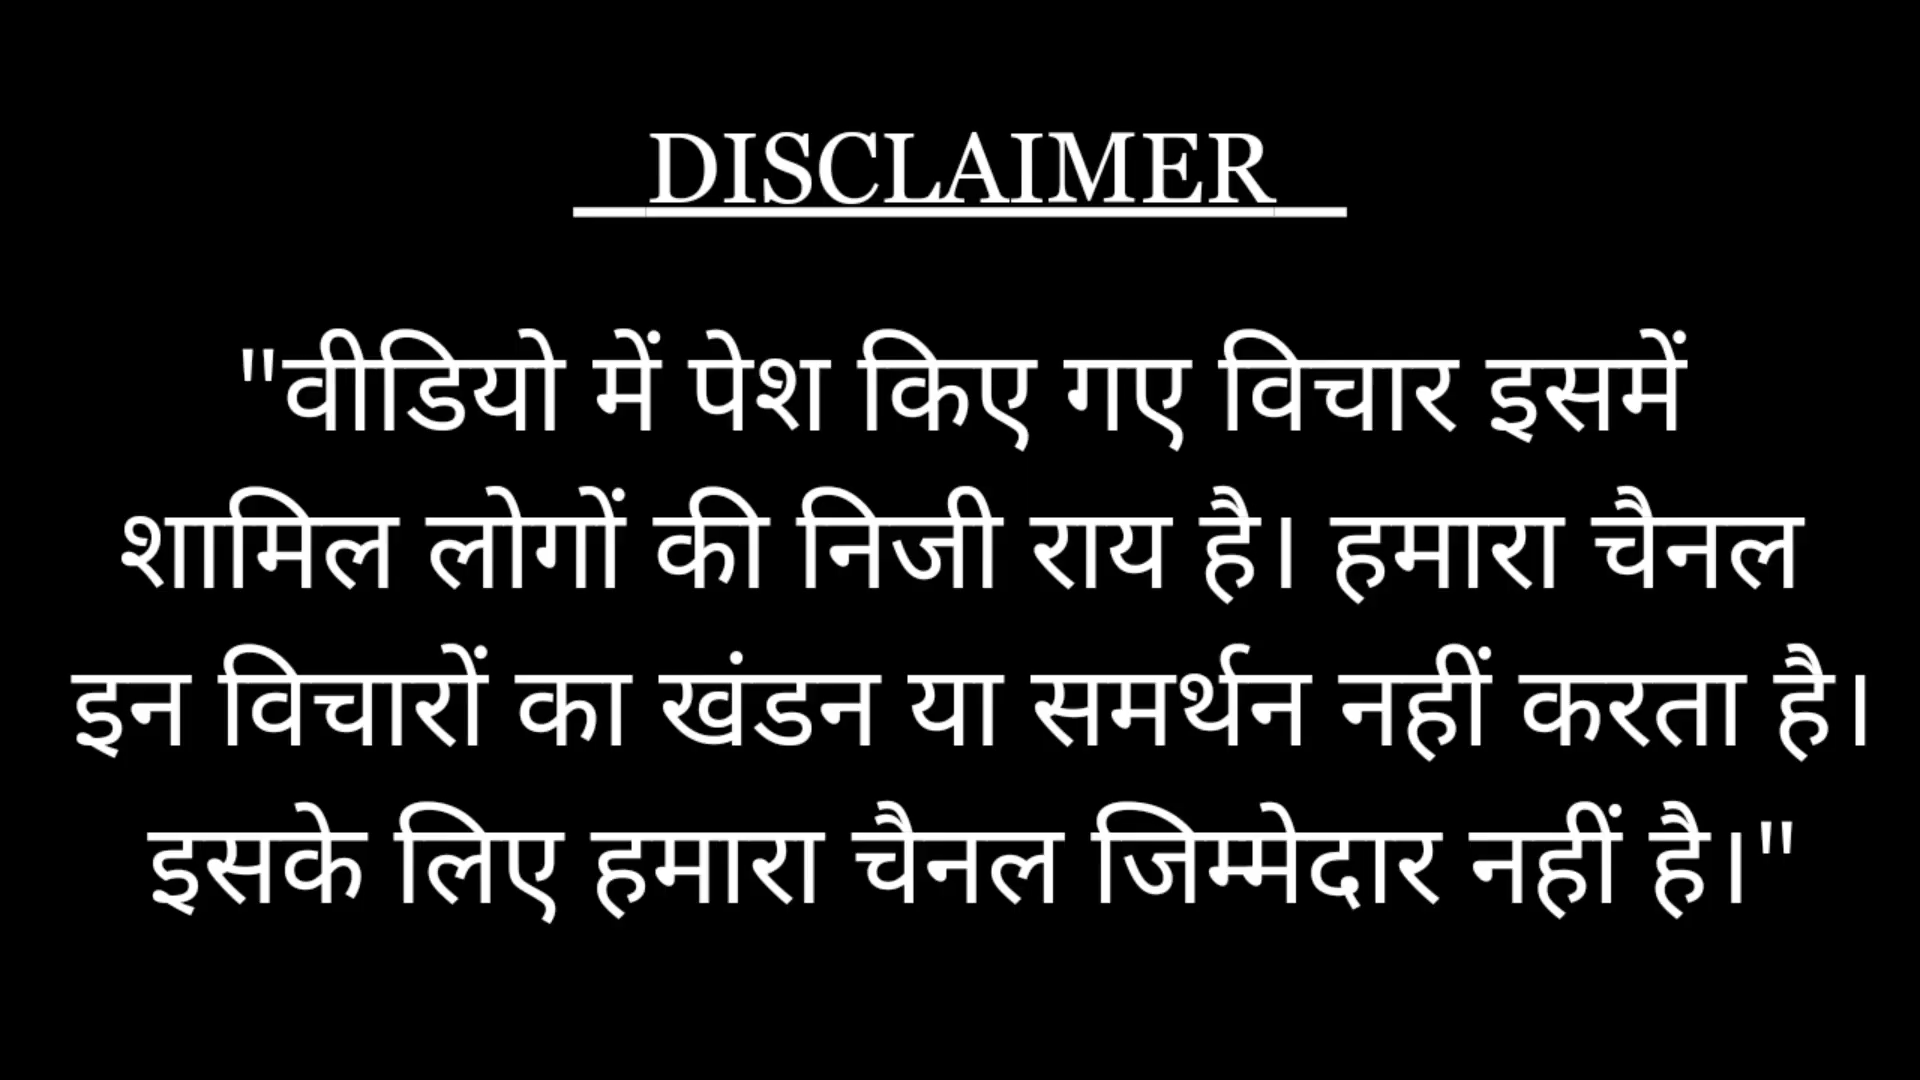 DISCLAIMER
"वीडियो में पेश किए गए विचार इसमें
शामिल लोगों की निजी राय है। हमारा चैनल
इन विचारों का खंडन या समर्थन नहीं करता है।
इसके लिए हमारा चैनल जिम्मेदार नहीं है।"